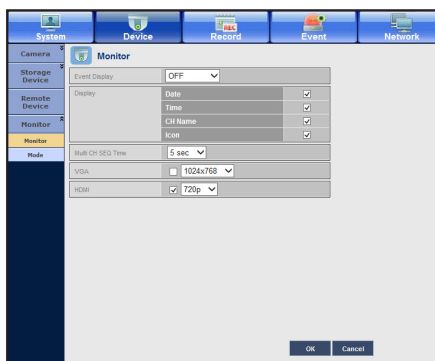 REC
System Device Record Event Network
Camera
Storage
Device
Remote
Device
Monitor
Monitor
Mode
Monitor
Event Display OFF
Display Date
Time
CH Name
Icon
Multi CH SEQ Time 5 sec
VGA 1024x768
HDMI 720p
OK Cancel